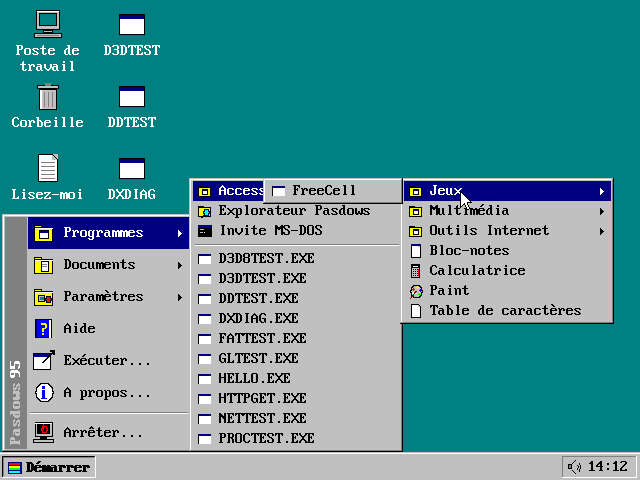 Poste de
travail
D3DTEST
Corbeille
DDTEST
Lisez-moi
DXDIAG
Pasdows 95
Programmes
Documents
Paramètres
Aide
Exécuter...
A propos...
Arrêter...
Access
Explorateur Pasdows
Invite MS-DOS
D3D8TEST.EXE
D3DTEST.EXE
DDTEST.EXE
DXDIAG.EXE
FATTEST.EXE
GLTEST.EXE
HELLO.EXE
HTTPGET.EXE
NETTEST.EXE
PROCTEST.EXE
FreeCell
Jeux
Multimédia
Outils Internet
Bloc-notes
Calculatrice
Paint
Table de caractères
Démarrer
14:12